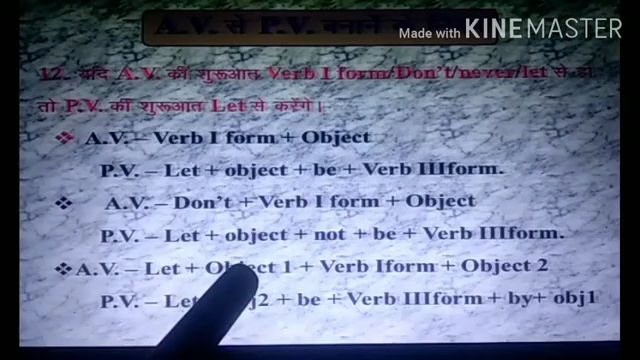 A.V. से P.V. बनाने
Made with KINEMASTER
12. यदि A.V. की शुरूआत Verb I form/Don't/never/let से हो
तो P.V. की शुरूआत Let से करेंगे।
❖ A.V. – Verb I form + Object
P.V. – Let + object + be + Verb IIIform.
❖ A.V. – Don't + Verb I form + Object
P.V. – Let + object + not + be + Verb IIIform.
❖A.V. – Let + Object 1 + Verb Iform + Object 2
P.V. – Let + be + Verb IIIform + by+ obj1